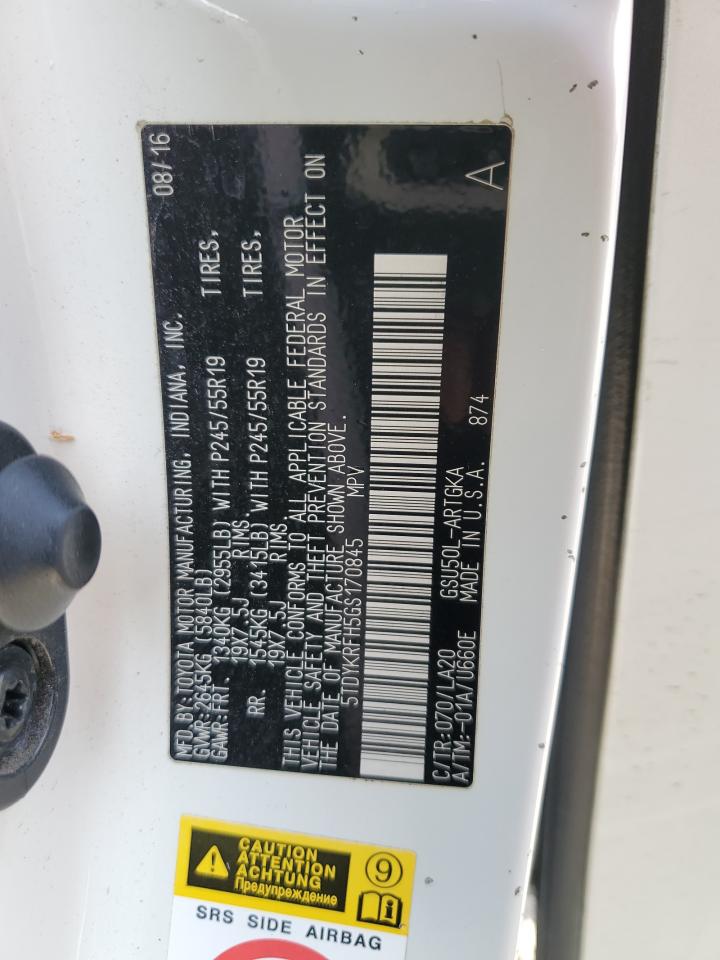 MFD.BY:TOYOTA MOTOR MANUFACTURING, INDIANA, INC. 08/16
GVWR:2645KG (5840LB)
GAWR:FRT. 1340KG (2955LB) WITH P245/55R19 TIRES,
19X7.5J RIMS
RR. 1545KG (3415LB) WITH P245/55R19 TIRES,
19X7.5J RIMS
THIS VEHICLE CONFORMS TO ALL APPLICABLE FEDERAL MOTOR
VEHICLE SAFETY AND THEFT PREVENTION STANDARDS IN EFFECT ON
THE DATE OF MANUFACTURE SHOWN ABOVE.
5TDYKRFH5GS170845 MPV
C/TR:070/LA20 GSU50L-ARTGKA A
A/TM:-01A/U660E MADE IN U.S.A. 874
CAUTION
ATTENTION
ACHTUNG
Предупреждение
9
SRS SIDE AIRBAG